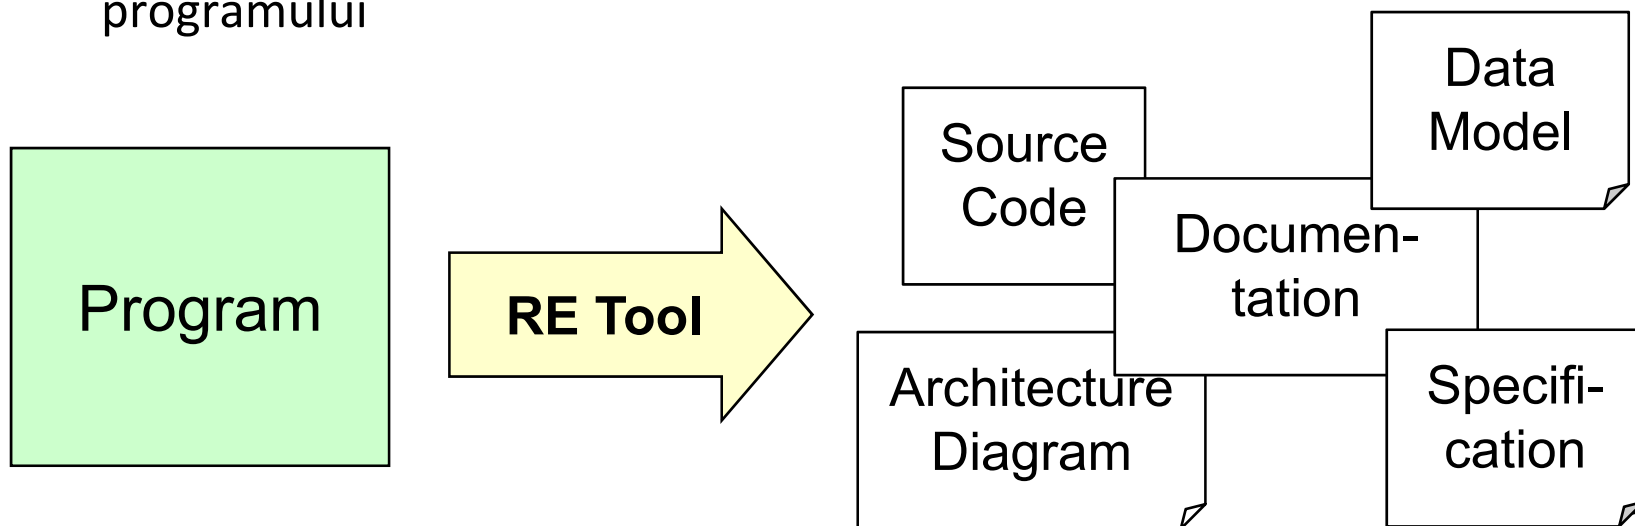 programului
Program
RE Tool
Source
Code
Data
Model
Documen-
tation
Architecture
Diagram
Specifi-
cation